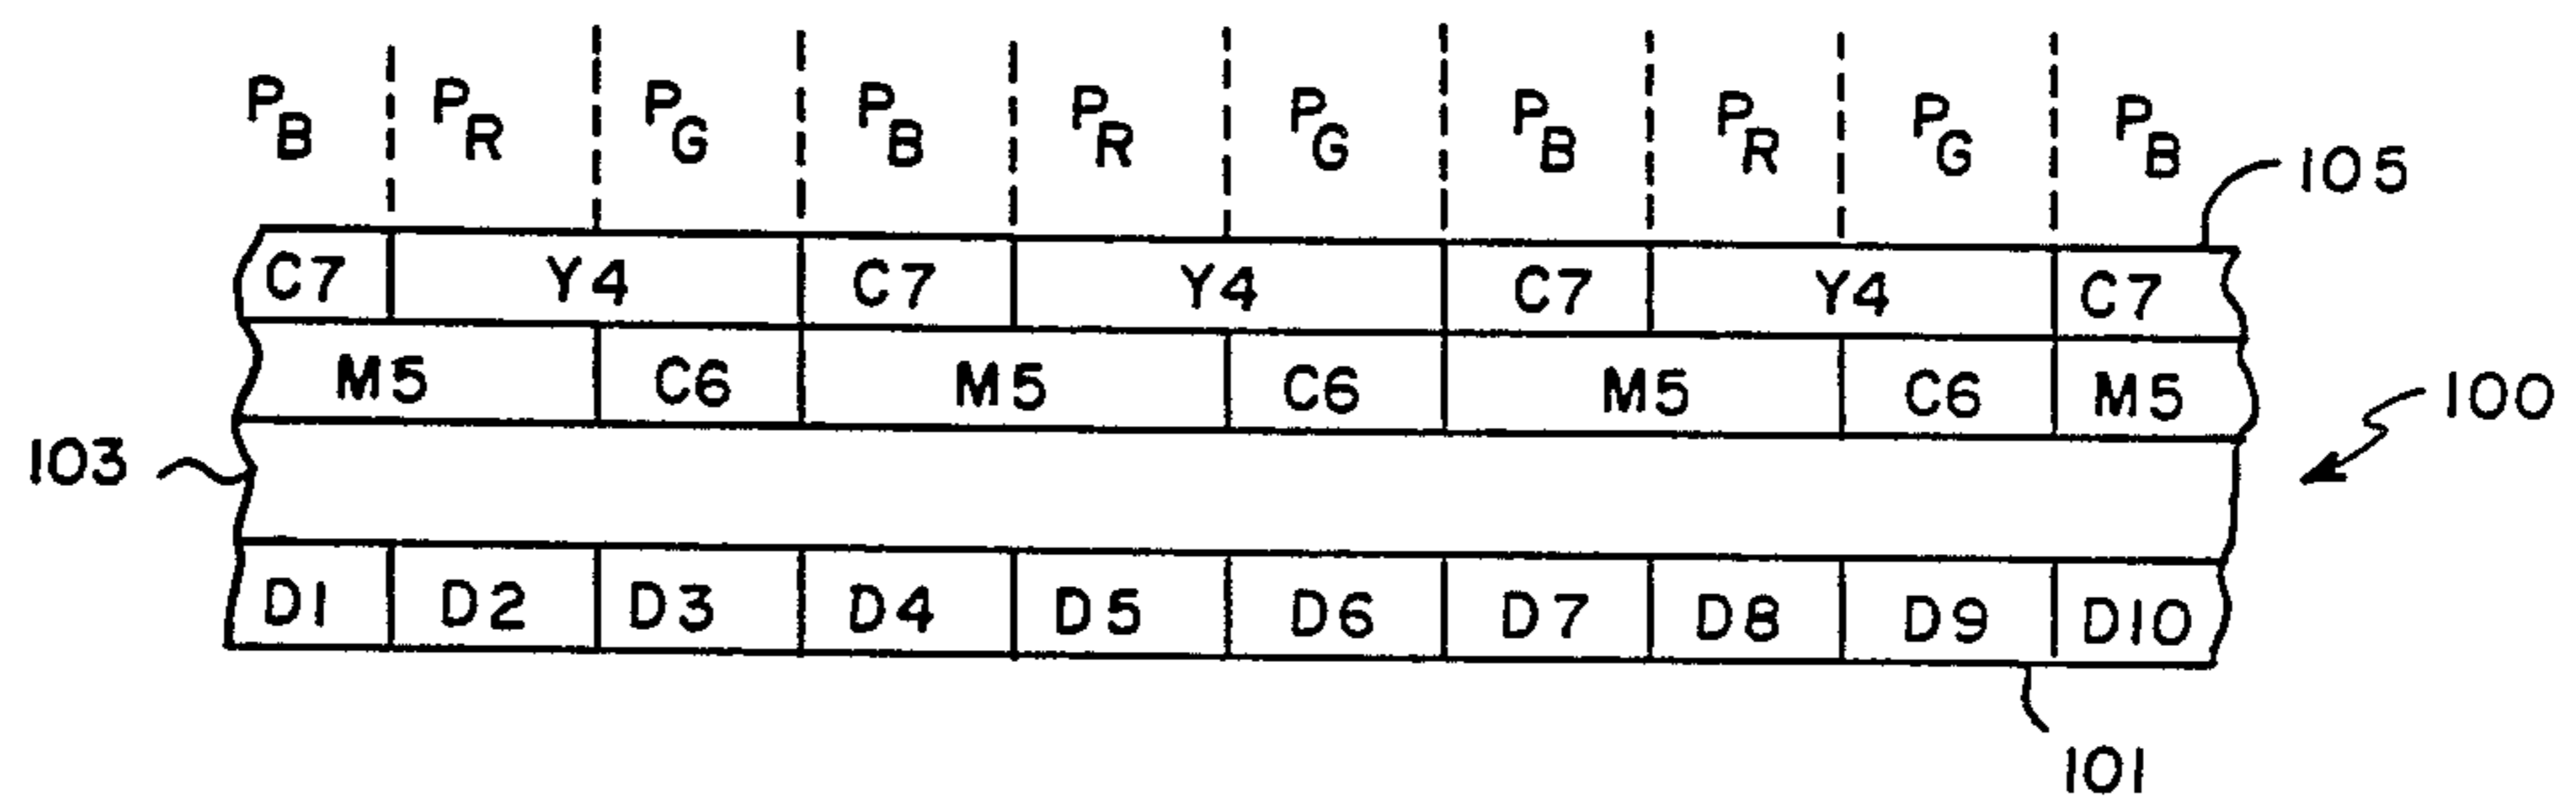 P_B P_R P_G P_B P_R P_G P_B P_R P_G P_B
105
C7 Y4 C7 Y4 C7 Y4 C7
M5 C6 M5 C6 M5 C6 M5
100
103
D1 D2 D3 D4 D5 D6 D7 D8 D9 D10
101